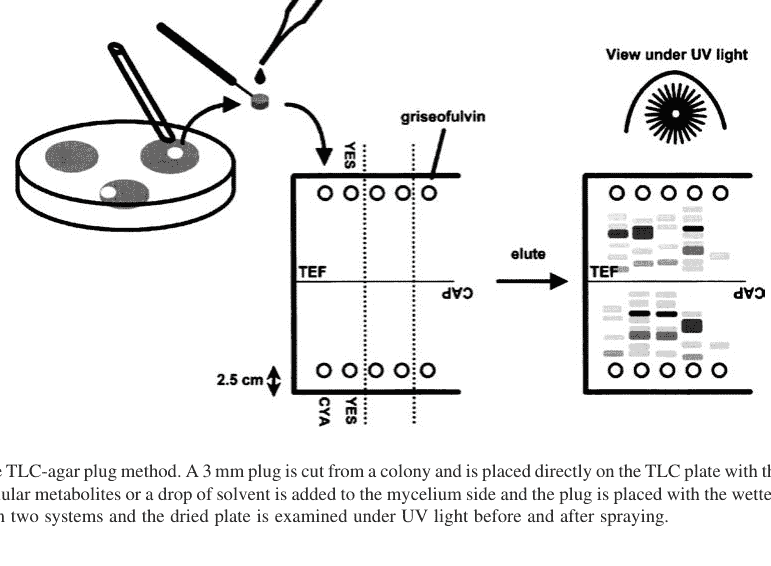 View under UV light
griseofulvin
YES
elute
TEF
CAP
TEF
CAP
2.5 cm
CYA
YES
TLC-agar plug method. A 3 mm plug is cut from a colony and is placed directly on the TLC plate with
metabolites or a drop of solvent is added to the mycelium side and the plug is placed with the wette
two systems and the dried plate is examined under UV light before and after spraying.